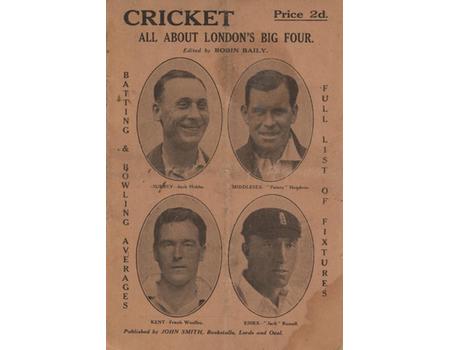 CRICKET
Price 2d.
ALL ABOUT LONDON'S BIG FOUR.
Edited by ROBIN BAILY.
BATTING & BOWLING AVERAGES
FULL LIST OF FIXTURES
SURREY—Jack Hobbs.
MIDDLESEX—"Patsy" Hendren.
KENT—Frank Woolley.
ESSEX—"Jack" Russell.
Published by JOHN SMITH, Bookstalls, Lords and Oval.